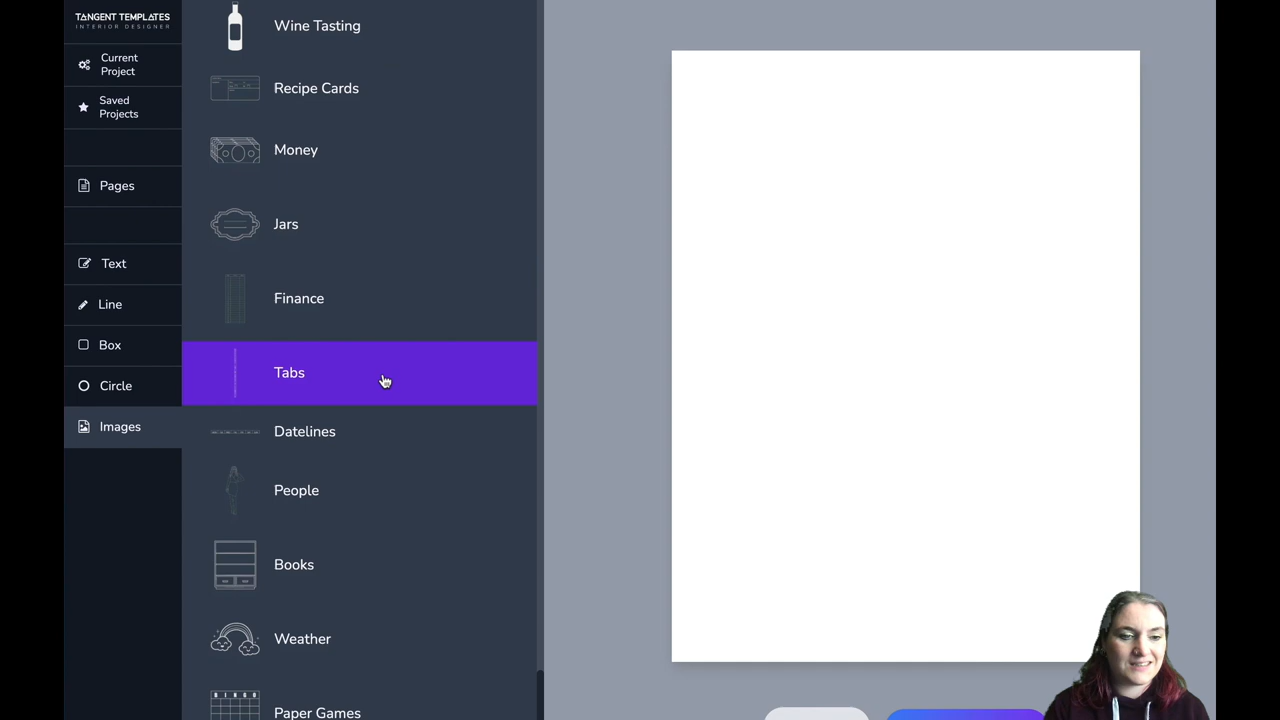 TANGENT TEMPLATES
INTERIOR DESIGNER
Current
Project
Saved
Projects
Pages
Text
Line
Box
Circle
Images
Wine Tasting
Recipe Cards
Money
Jars
Finance
Tabs
Datelines
People
Books
Weather
BINGO
Paper Games